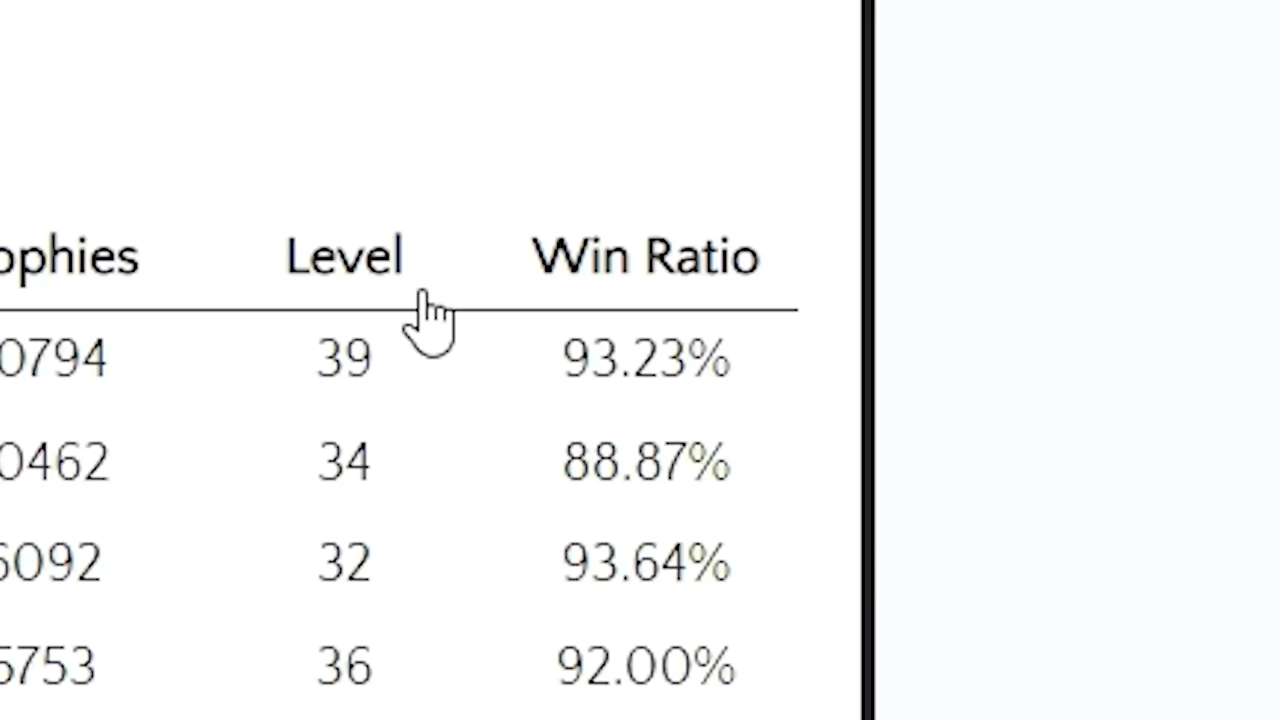 ophies Level Win Ratio
0794 39 93.23%
0462 34 88.87%
6092 32 93.64%
5753 36 92.00%